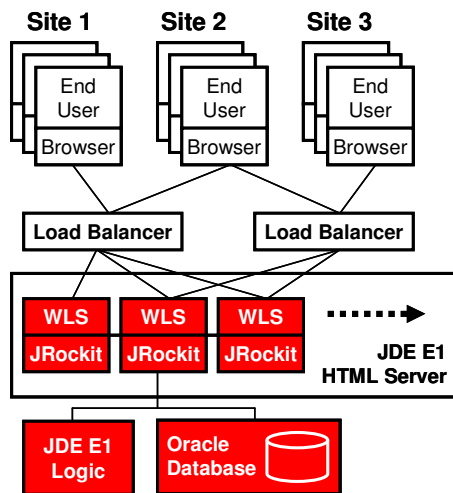 Site 1 Site 2 Site 3
End End End
User User User
Browser Browser Browser
Load Balancer Load Balancer
WLS WLS WLS
JRockit JRockit JRockit
JDE E1
HTML Server
JDE E1
Logic
Oracle
Database